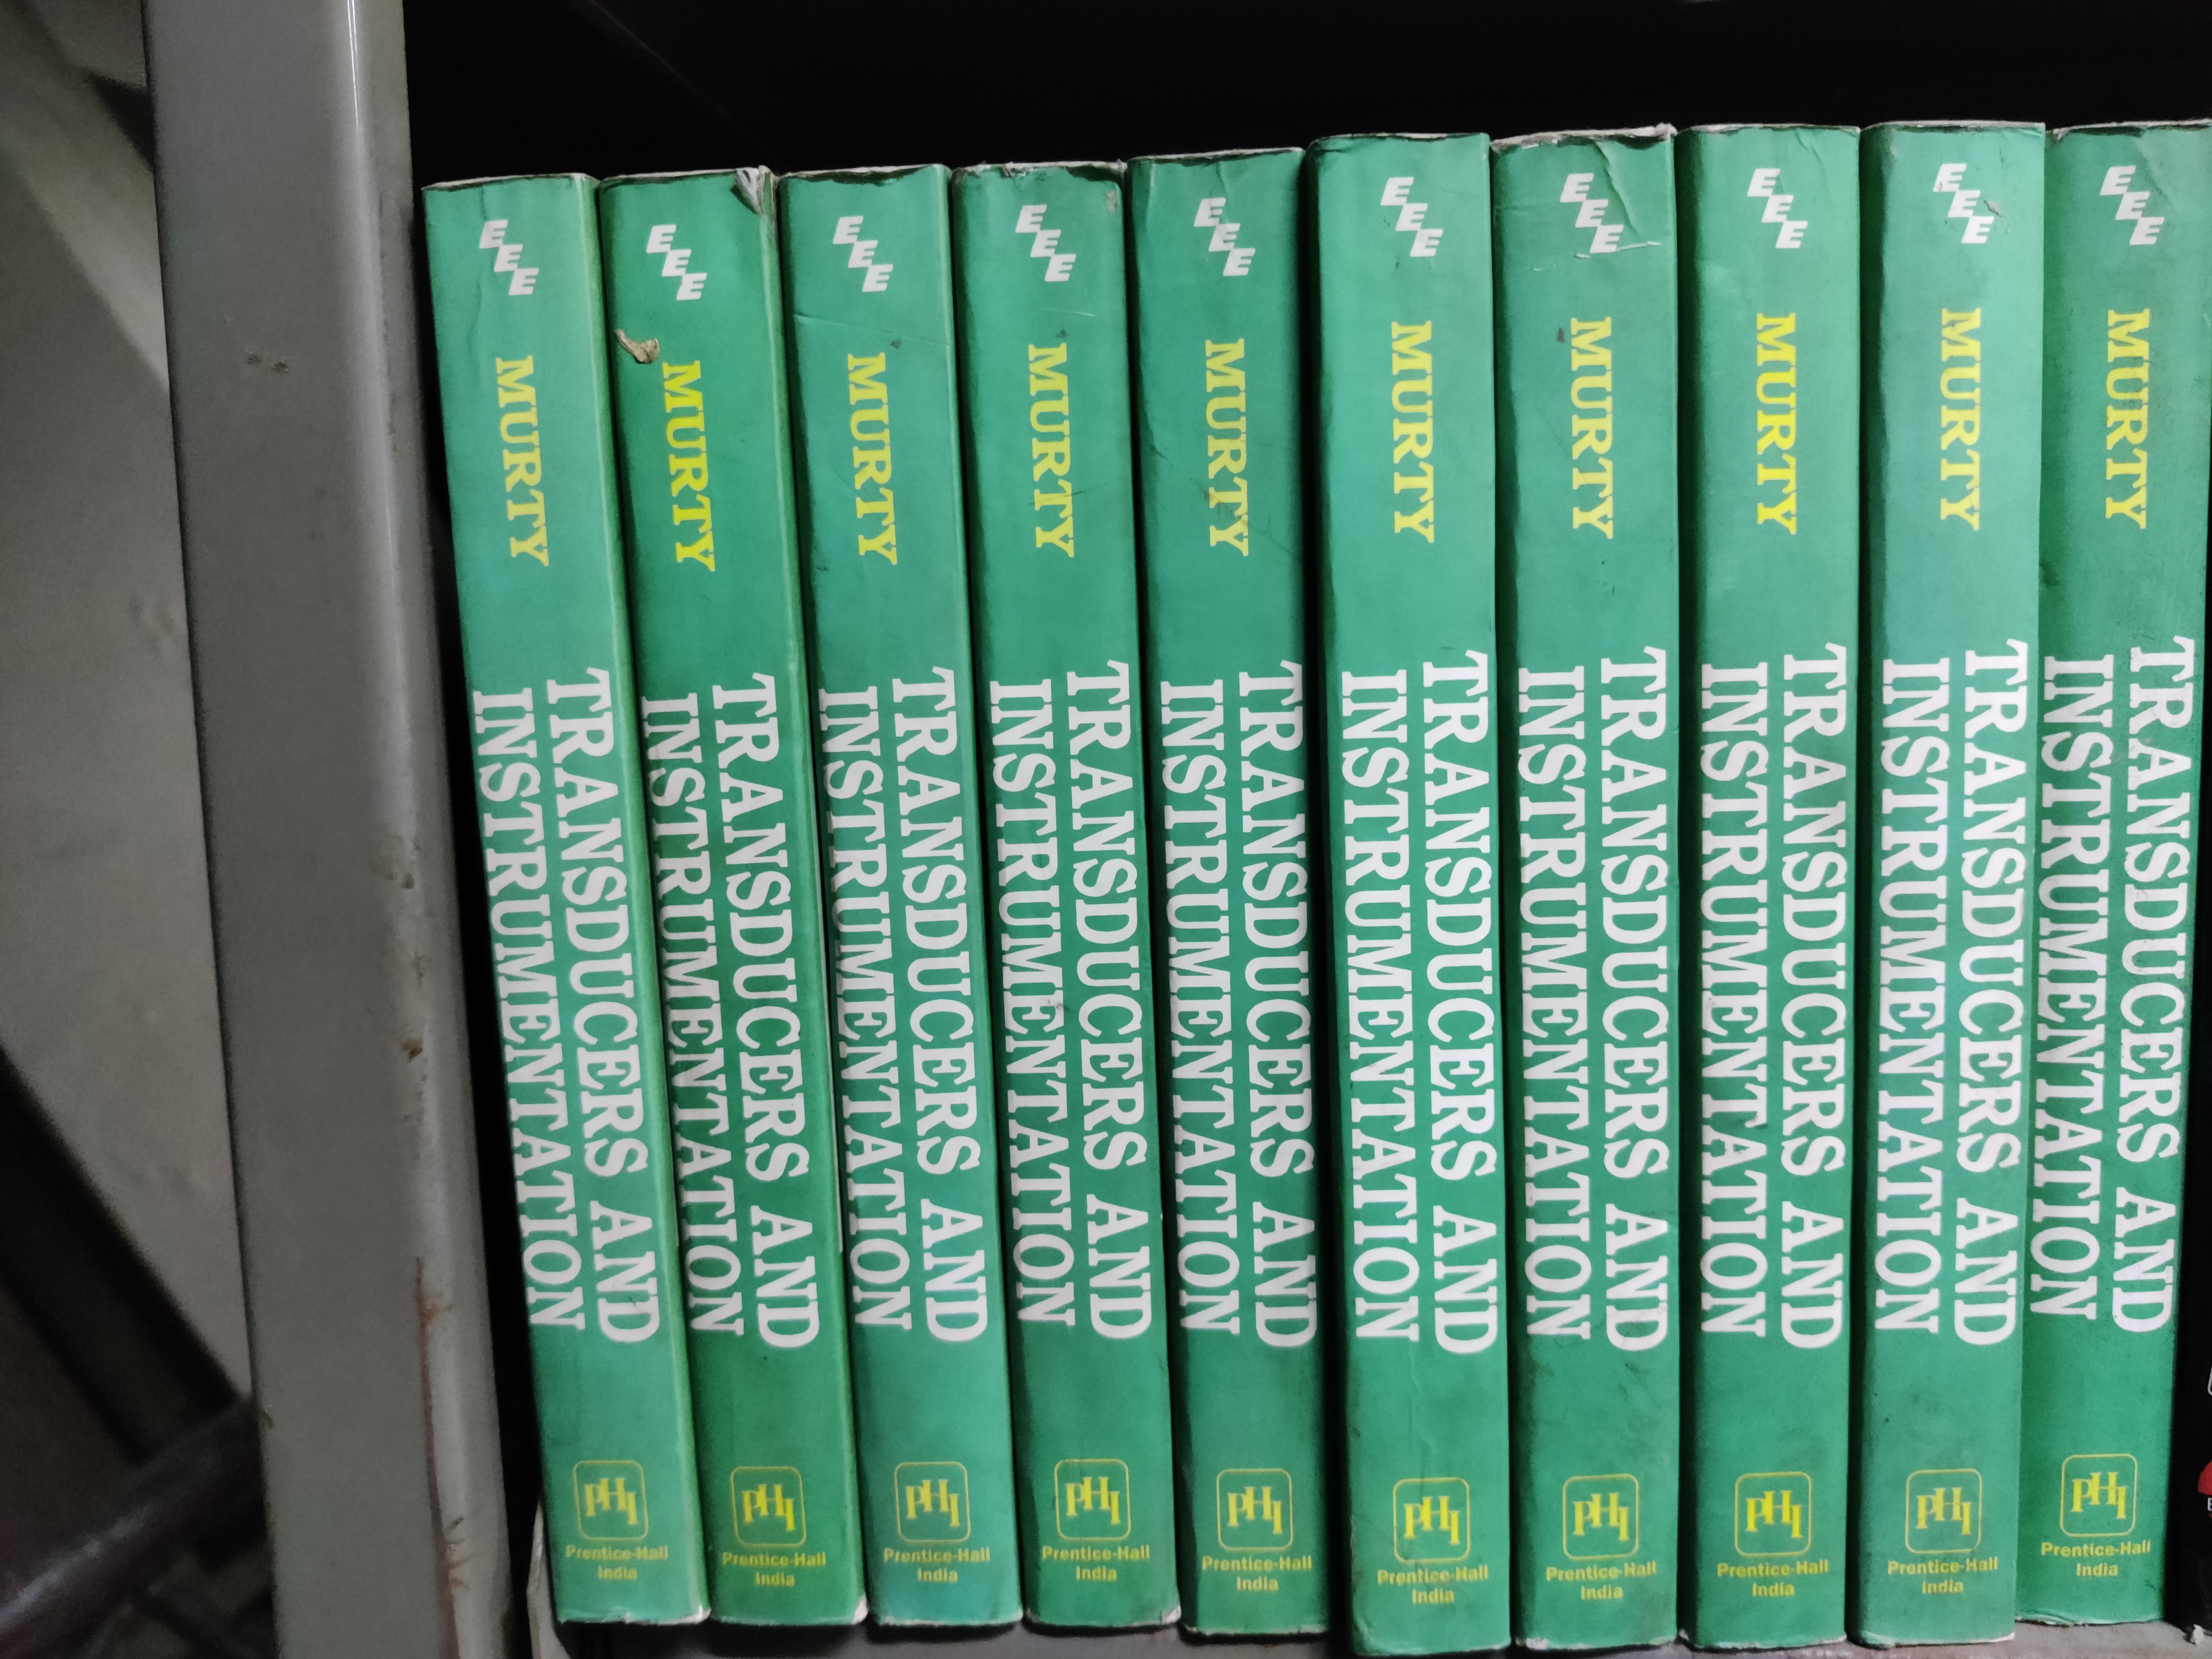 EEE
MURTY
TRANSDUCERS AND
INSTRUMENTATION
PHI
Prentice-Hall
India
EEE
MURTY
TRANSDUCERS AND
INSTRUMENTATION
PHI
Prentice-Hall
India
EEE
MURTY
TRANSDUCERS AND
INSTRUMENTATION
PHI
Prentice-Hall
India
EEE
MURTY
TRANSDUCERS AND
INSTRUMENTATION
PHI
Prentice-Hall
India
EEE
MURTY
TRANSDUCERS AND
INSTRUMENTATION
PHI
Prentice-Hall
India
EEE
MURTY
TRANSDUCERS AND
INSTRUMENTATION
PHI
Prentice-Hall
India
EEE
MURTY
TRANSDUCERS AND
INSTRUMENTATION
PHI
Prentice-Hall
India
EEE
MURTY
TRANSDUCERS AND
INSTRUMENTATION
PHI
Prentice-Hall
India
EEE
MURTY
TRANSDUCERS AND
INSTRUMENTATION
PHI
Prentice-Hall
India
EEE
MURTY
TRANSDUCERS AND
INSTRUMENTATION
PHI
Prentice-Hall
India